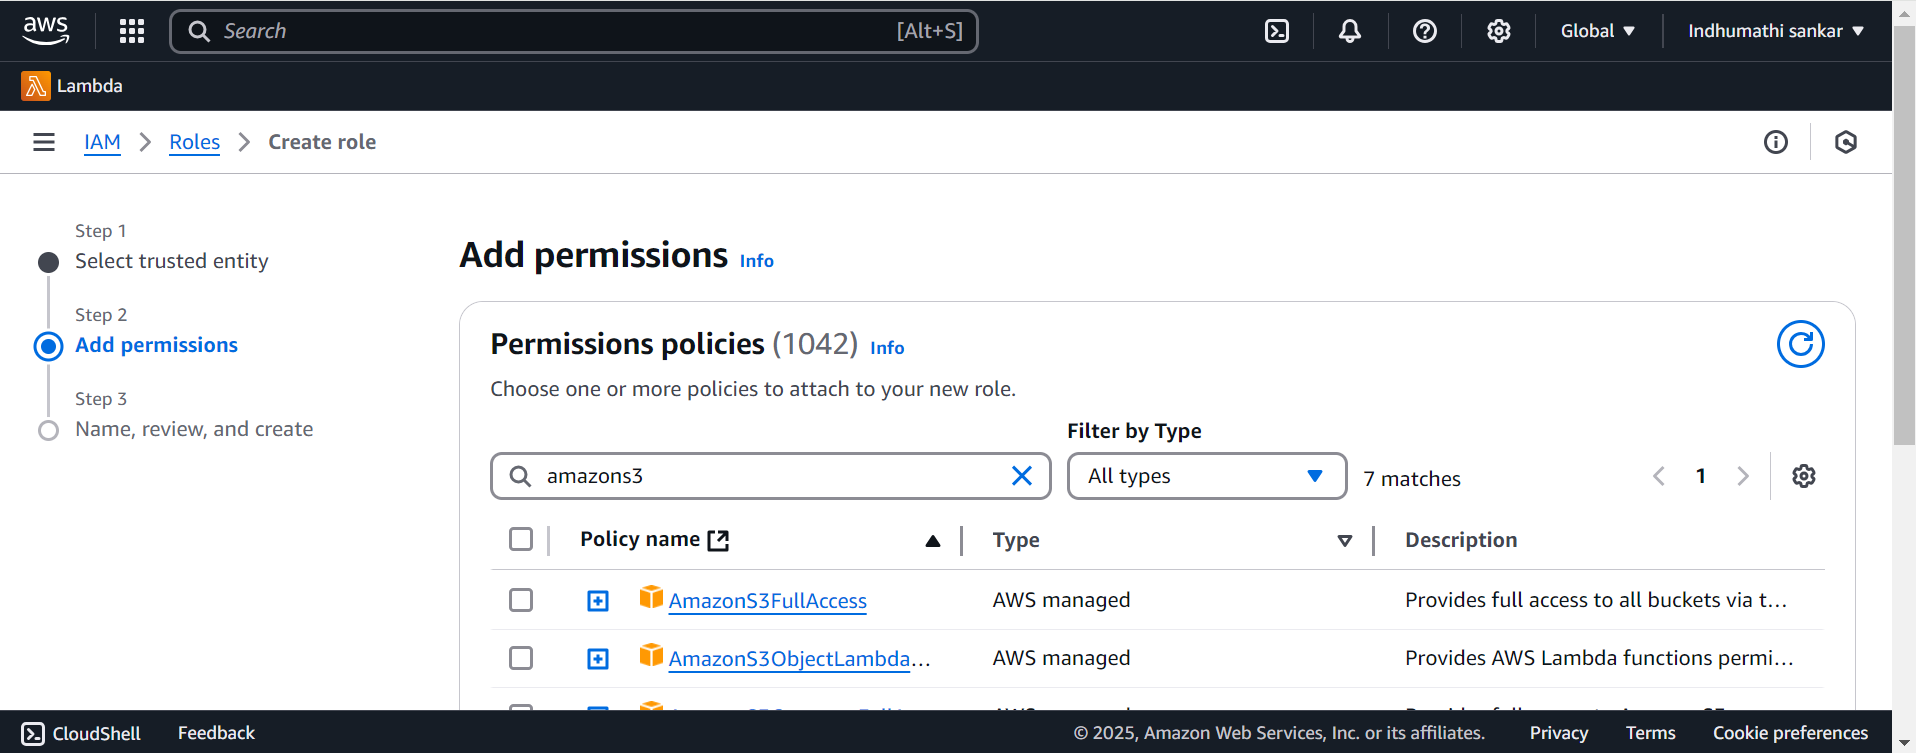 aws
Search [Alt+S] Global Indhumathi sankar
Lambda
IAM Roles Create role
Step 1
Select trusted entity
Step 2
Add permissions
Step 3
Name, review, and create
Add permissions Info
Permissions policies (1042) Info
Choose one or more policies to attach to your new role.
Filter by Type
amazons3 All types 7 matches 1
Policy name Type Description
AmazonS3FullAccess AWS managed Provides full access to all buckets via t...
AmazonS3ObjectLambda... AWS managed Provides AWS Lambda functions permi...
CloudShell Feedback © 2025, Amazon Web Services, Inc. or its affiliates. Privacy Terms Cookie preferences